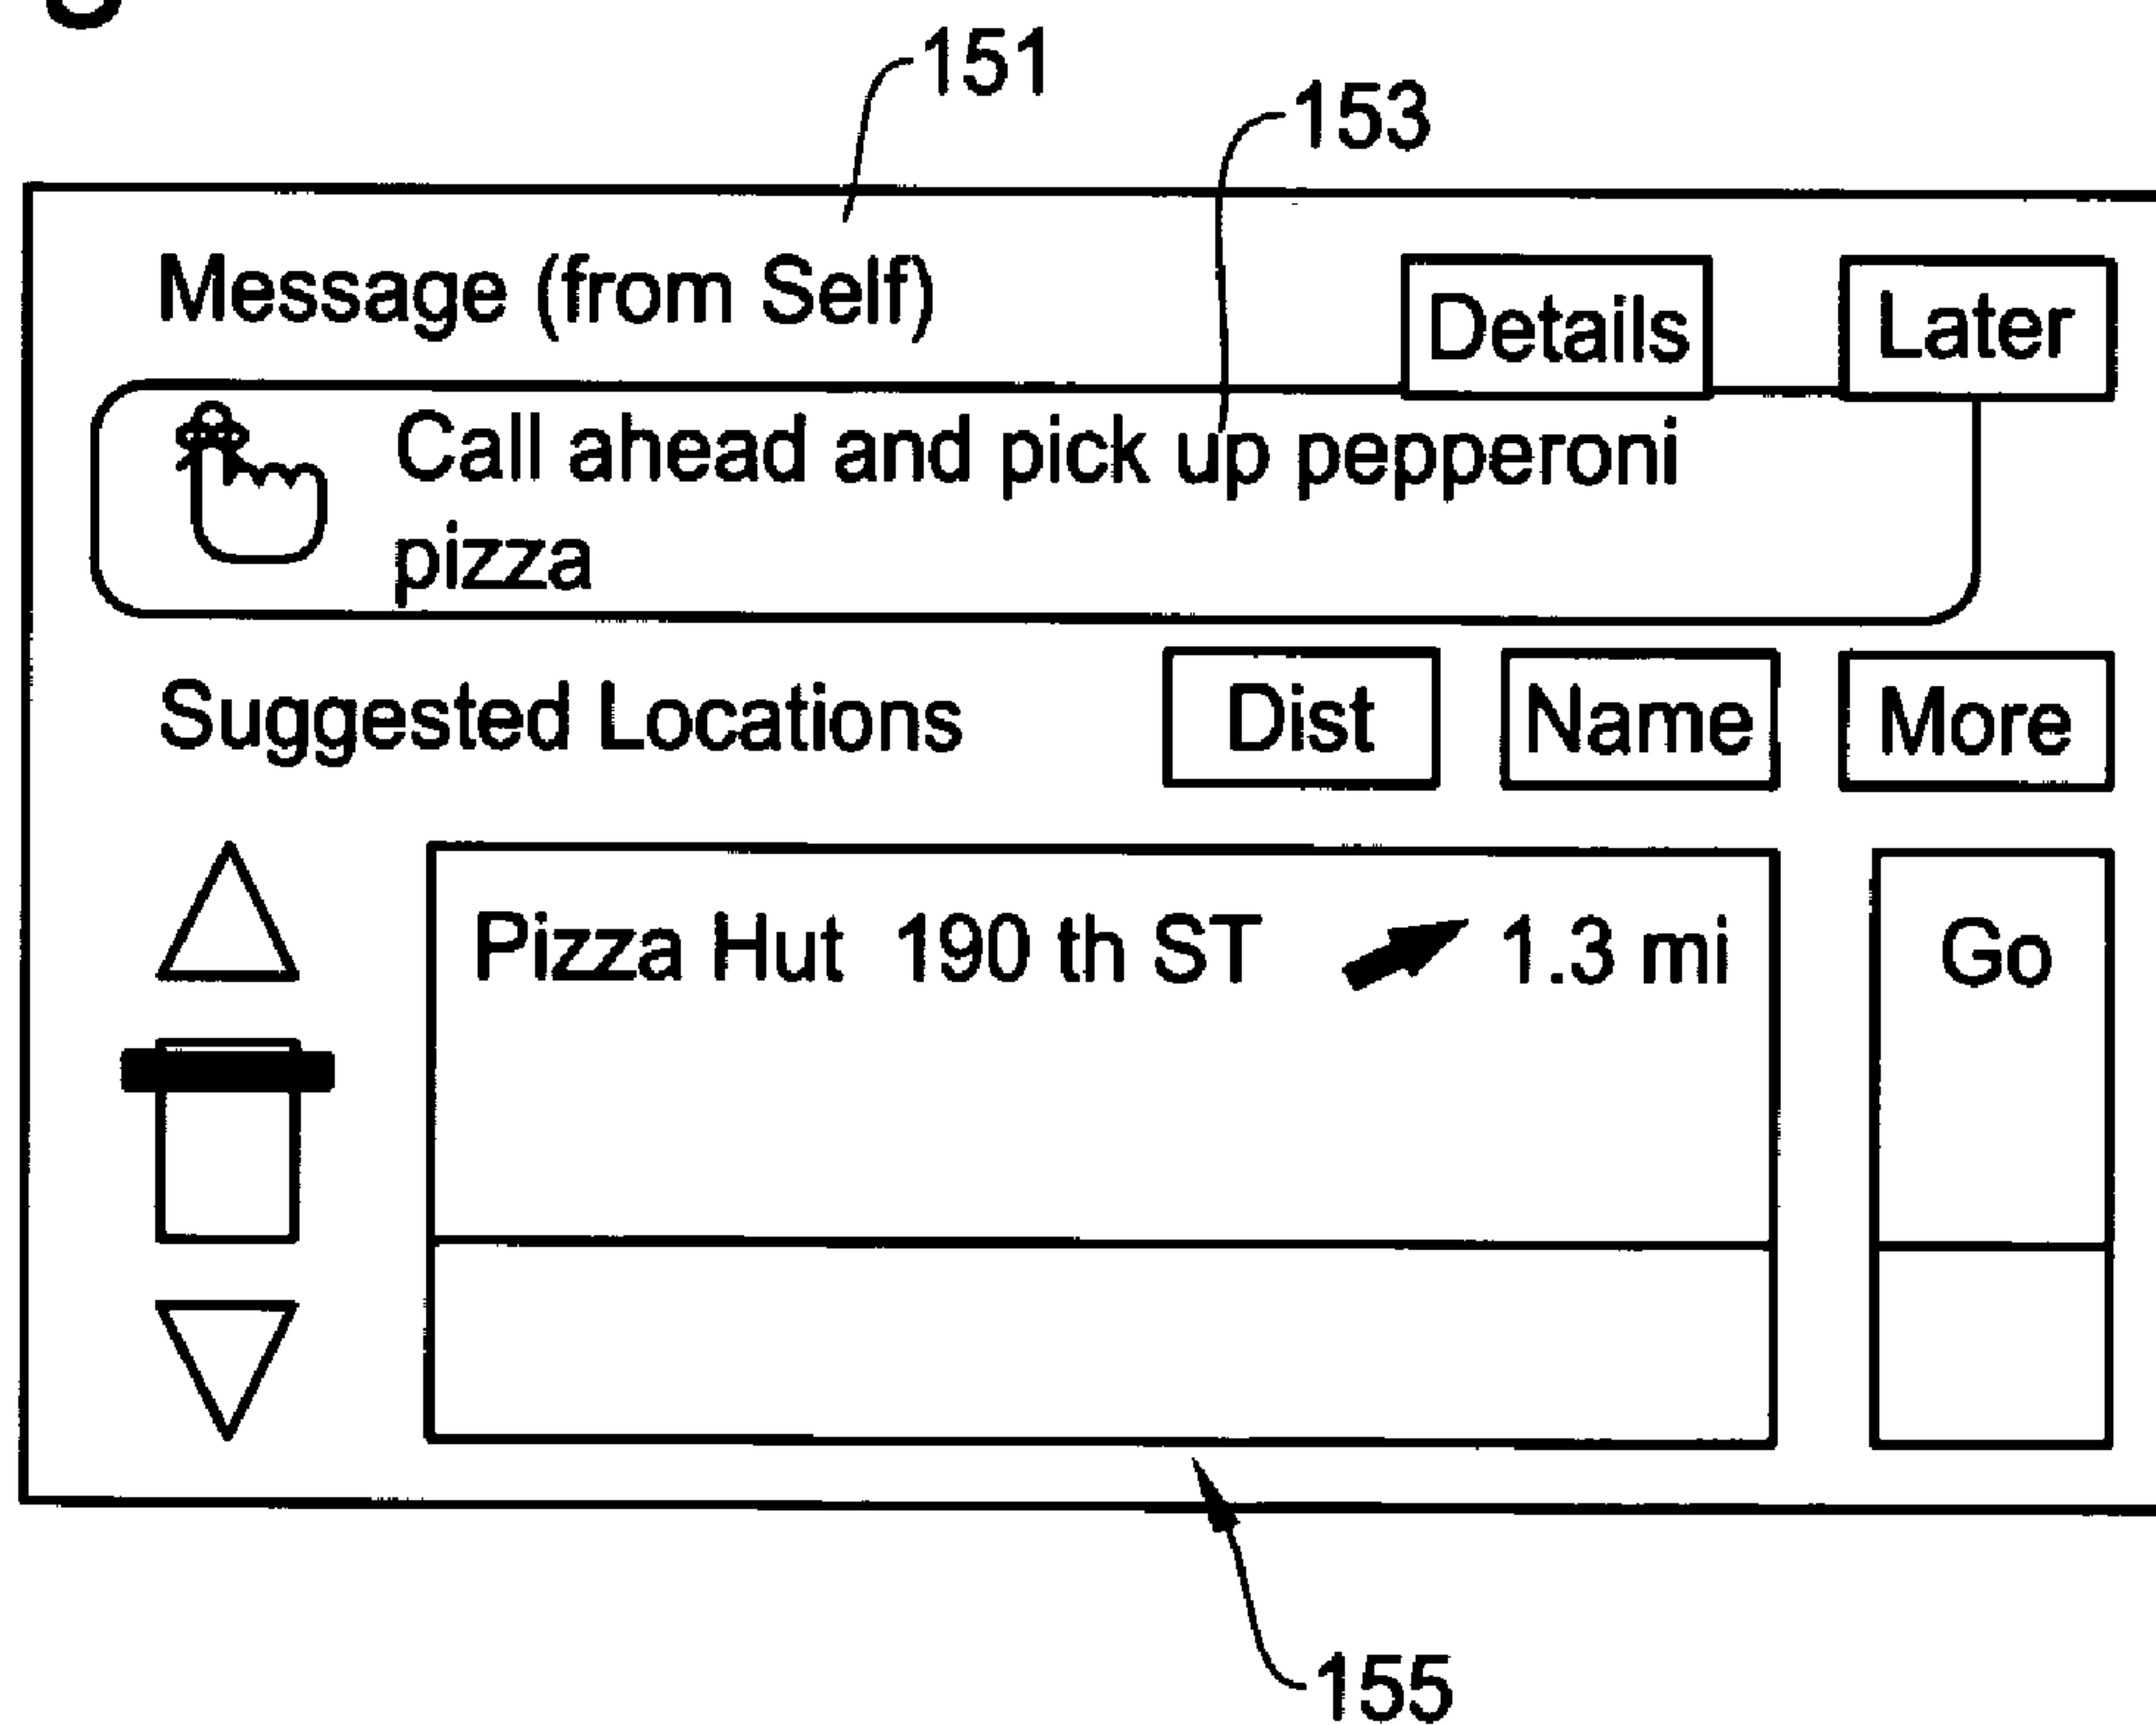 151
153
Message (from Self)
Details
Later
Call ahead and pick up pepperoni
pizza
Suggested Locations
Dist
Name
More
Pizza Hut 190 th ST 1.3 mi
Go
155